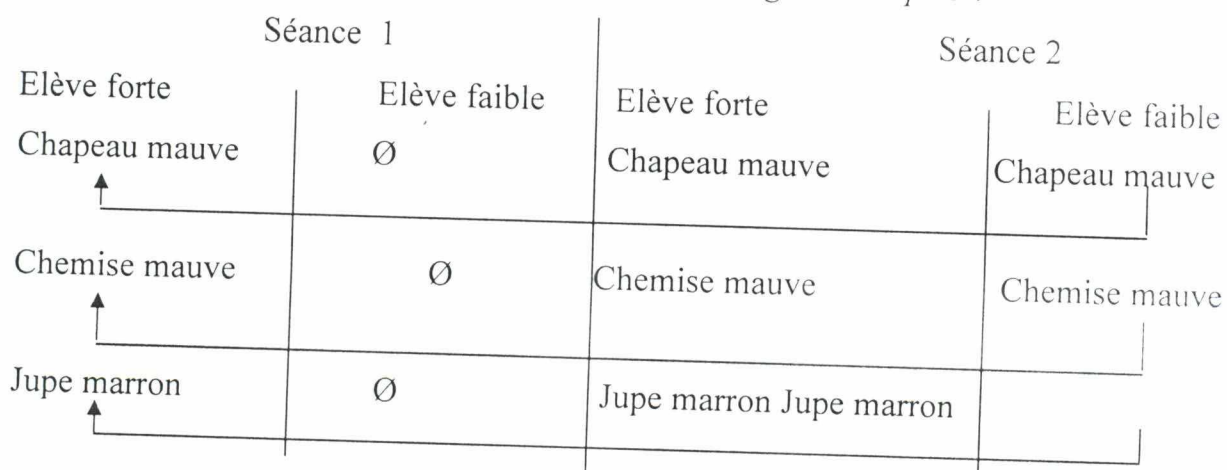 Séance 1 Séance 2
Elève forte Elève faible Elève forte Elève faible
Chapeau mauve Ø Chapeau mauve Chapeau mauve
Chemise mauve Ø Chemise mauve Chemise mauve
Jupe marron Ø Jupe marron Jupe marron